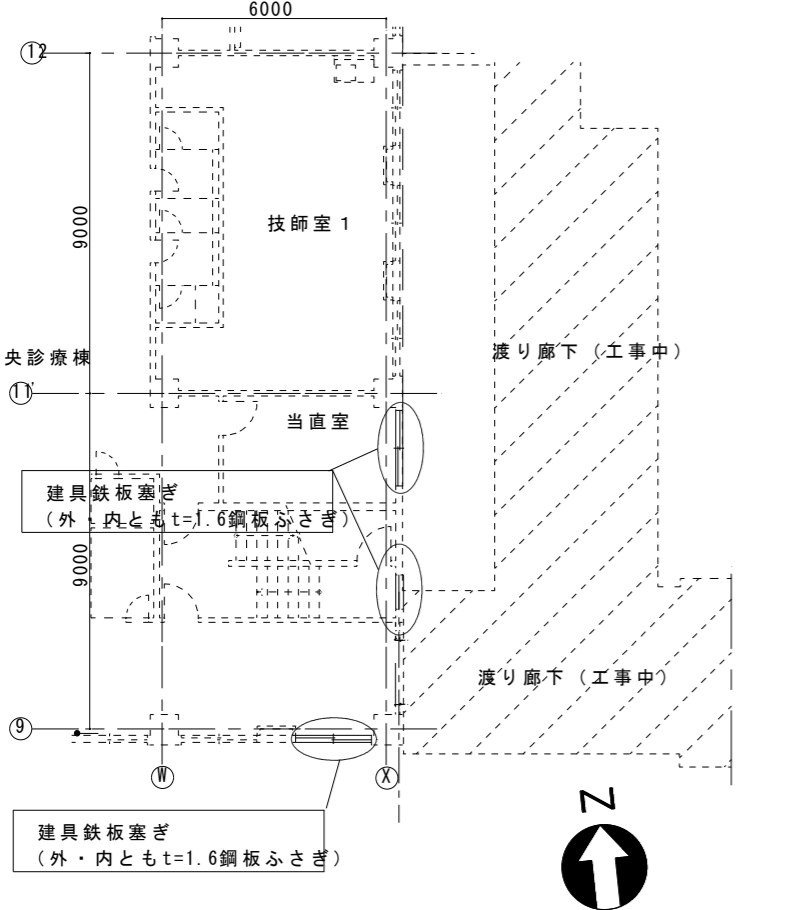 6000
12
9000
技師室1
央診療棟
渡り廊下(工事中)
11'
当直室
建具鉄板塞ぎ
(外・内ともt=1.6鋼板ふさぎ)
9000
渡り廊下(工事中)
9
W
X
建具鉄板塞ぎ
(外・内ともt=1.6鋼板ふさぎ)
N